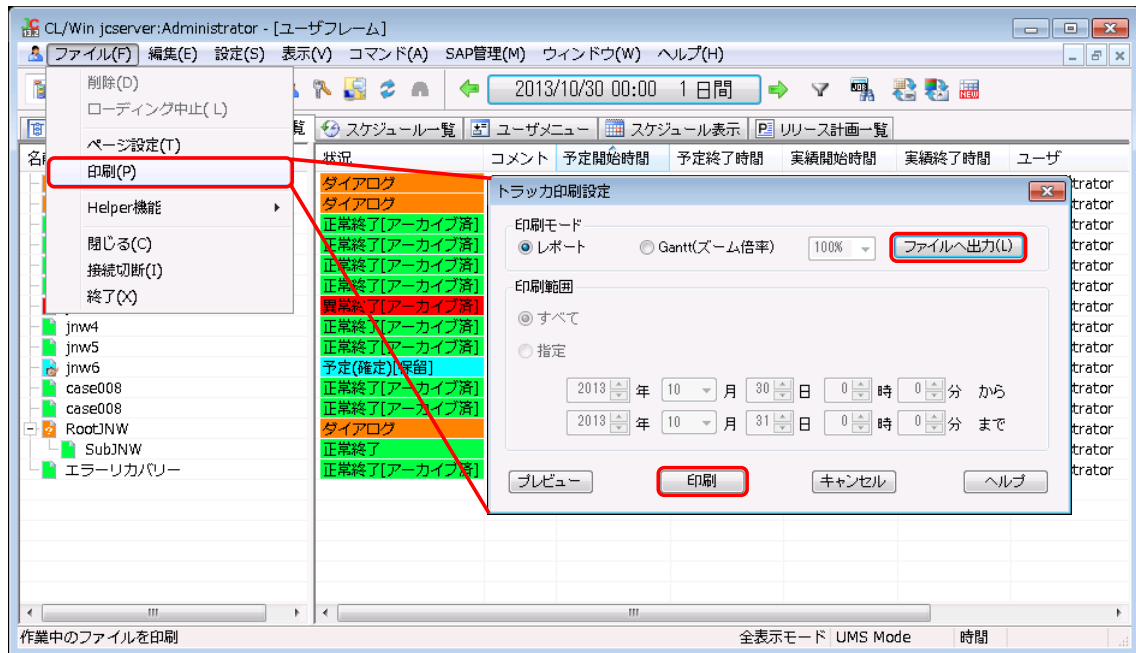 CL/Win jcserver:Administrator - [ユーザフレーム]
ファイル(F) 編集(E) 設定(S) 表示(V) コマンド(A) SAP管理(M) ウィンドウ(W) ヘルプ(H)
削除(D)
ローディング中止(L)
ページ設定(T)
印刷(P)
Helper機能
閉じる(C)
接続切断(I)
終了(X)
2013/10/30 00:00 1 日間
NEW
覧 スケジュール一覧 ユーザメニュー スケジュール表示 リリース計画一覧
状況 コメント 予定開始時間 予定終了時間 実績開始時間 実績終了時間 ユーザ
ダイアログ trator
ダイアログ trator
正常終了[アーカイブ済] trator
正常終了[アーカイブ済] trator
正常終了[アーカイブ済] trator
正常終了[アーカイブ済] trator
異常終了[アーカイブ済] trator
jnw4 正常終了[アーカイブ済] trator
jnw5 正常終了[アーカイブ済] trator
jnw6 予定(確定)[保留] trator
case008 正常終了[アーカイブ済] trator
case008 正常終了[アーカイブ済] trator
RootJNW ダイアログ trator
SubJNW 正常終了 trator
エラーリカバリー 正常終了[アーカイブ済] trator
トラッカ印刷設定
印刷モード
レポート Gantt(ズーム倍率) 100% ファイルへ出力(L)
印刷範囲
すべて
指定
2013 年 10 月 30 日 0 時 0 分 から
2013 年 10 月 31 日 0 時 0 分 まで
プレビュー 印刷 キャンセル ヘルプ
作業中のファイルを印刷 全表示モード UMS Mode 時間